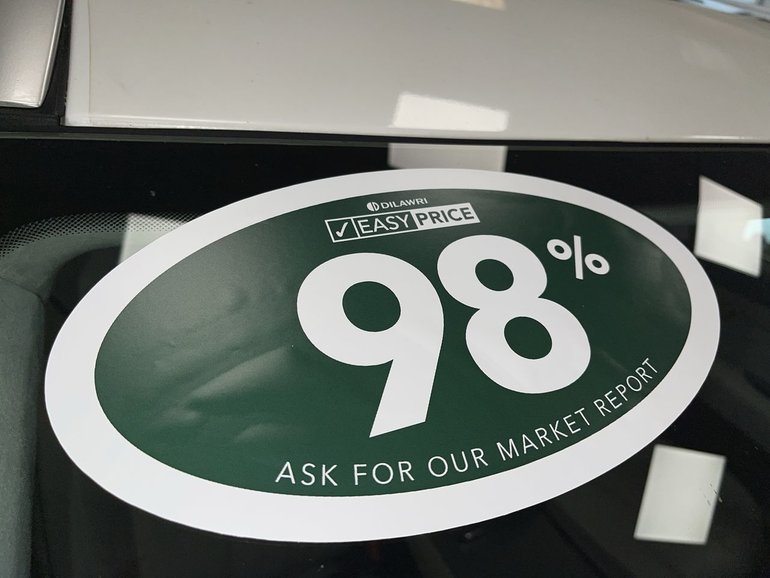 DILAWRI
✓ EASY PRICE
98%
ASK FOR OUR MARKET REPORT